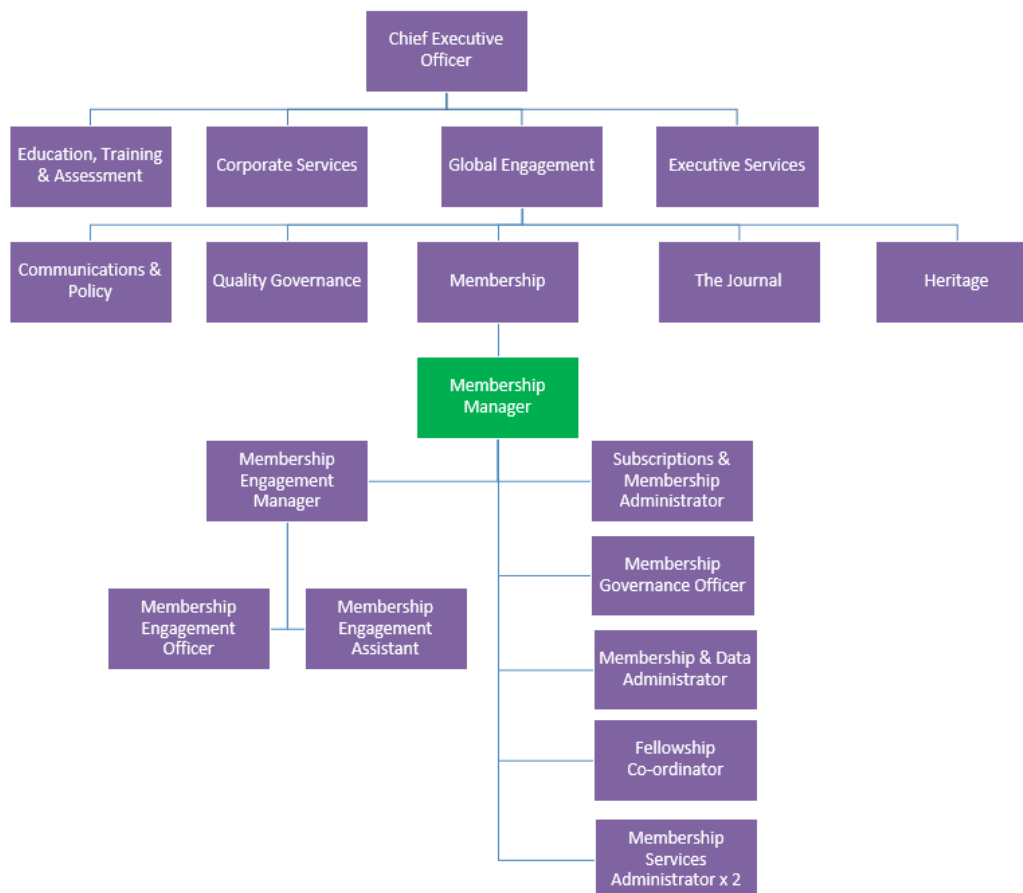 Chief Executive
Officer
Education, Training
& Assessment
Corporate Services
Global Engagement
Executive Services
Communications &
Policy
Quality Governance
Membership
The Journal
Heritage
Membership
Manager
Membership
Engagement
Manager
Subscriptions &
Membership
Administrator
Membership
Governance Officer
Membership
Engagement
Officer
Membership
Engagement
Assistant
Membership & Data
Administrator
Fellowship
Co-ordinator
Membership
Services
Administrator x 2